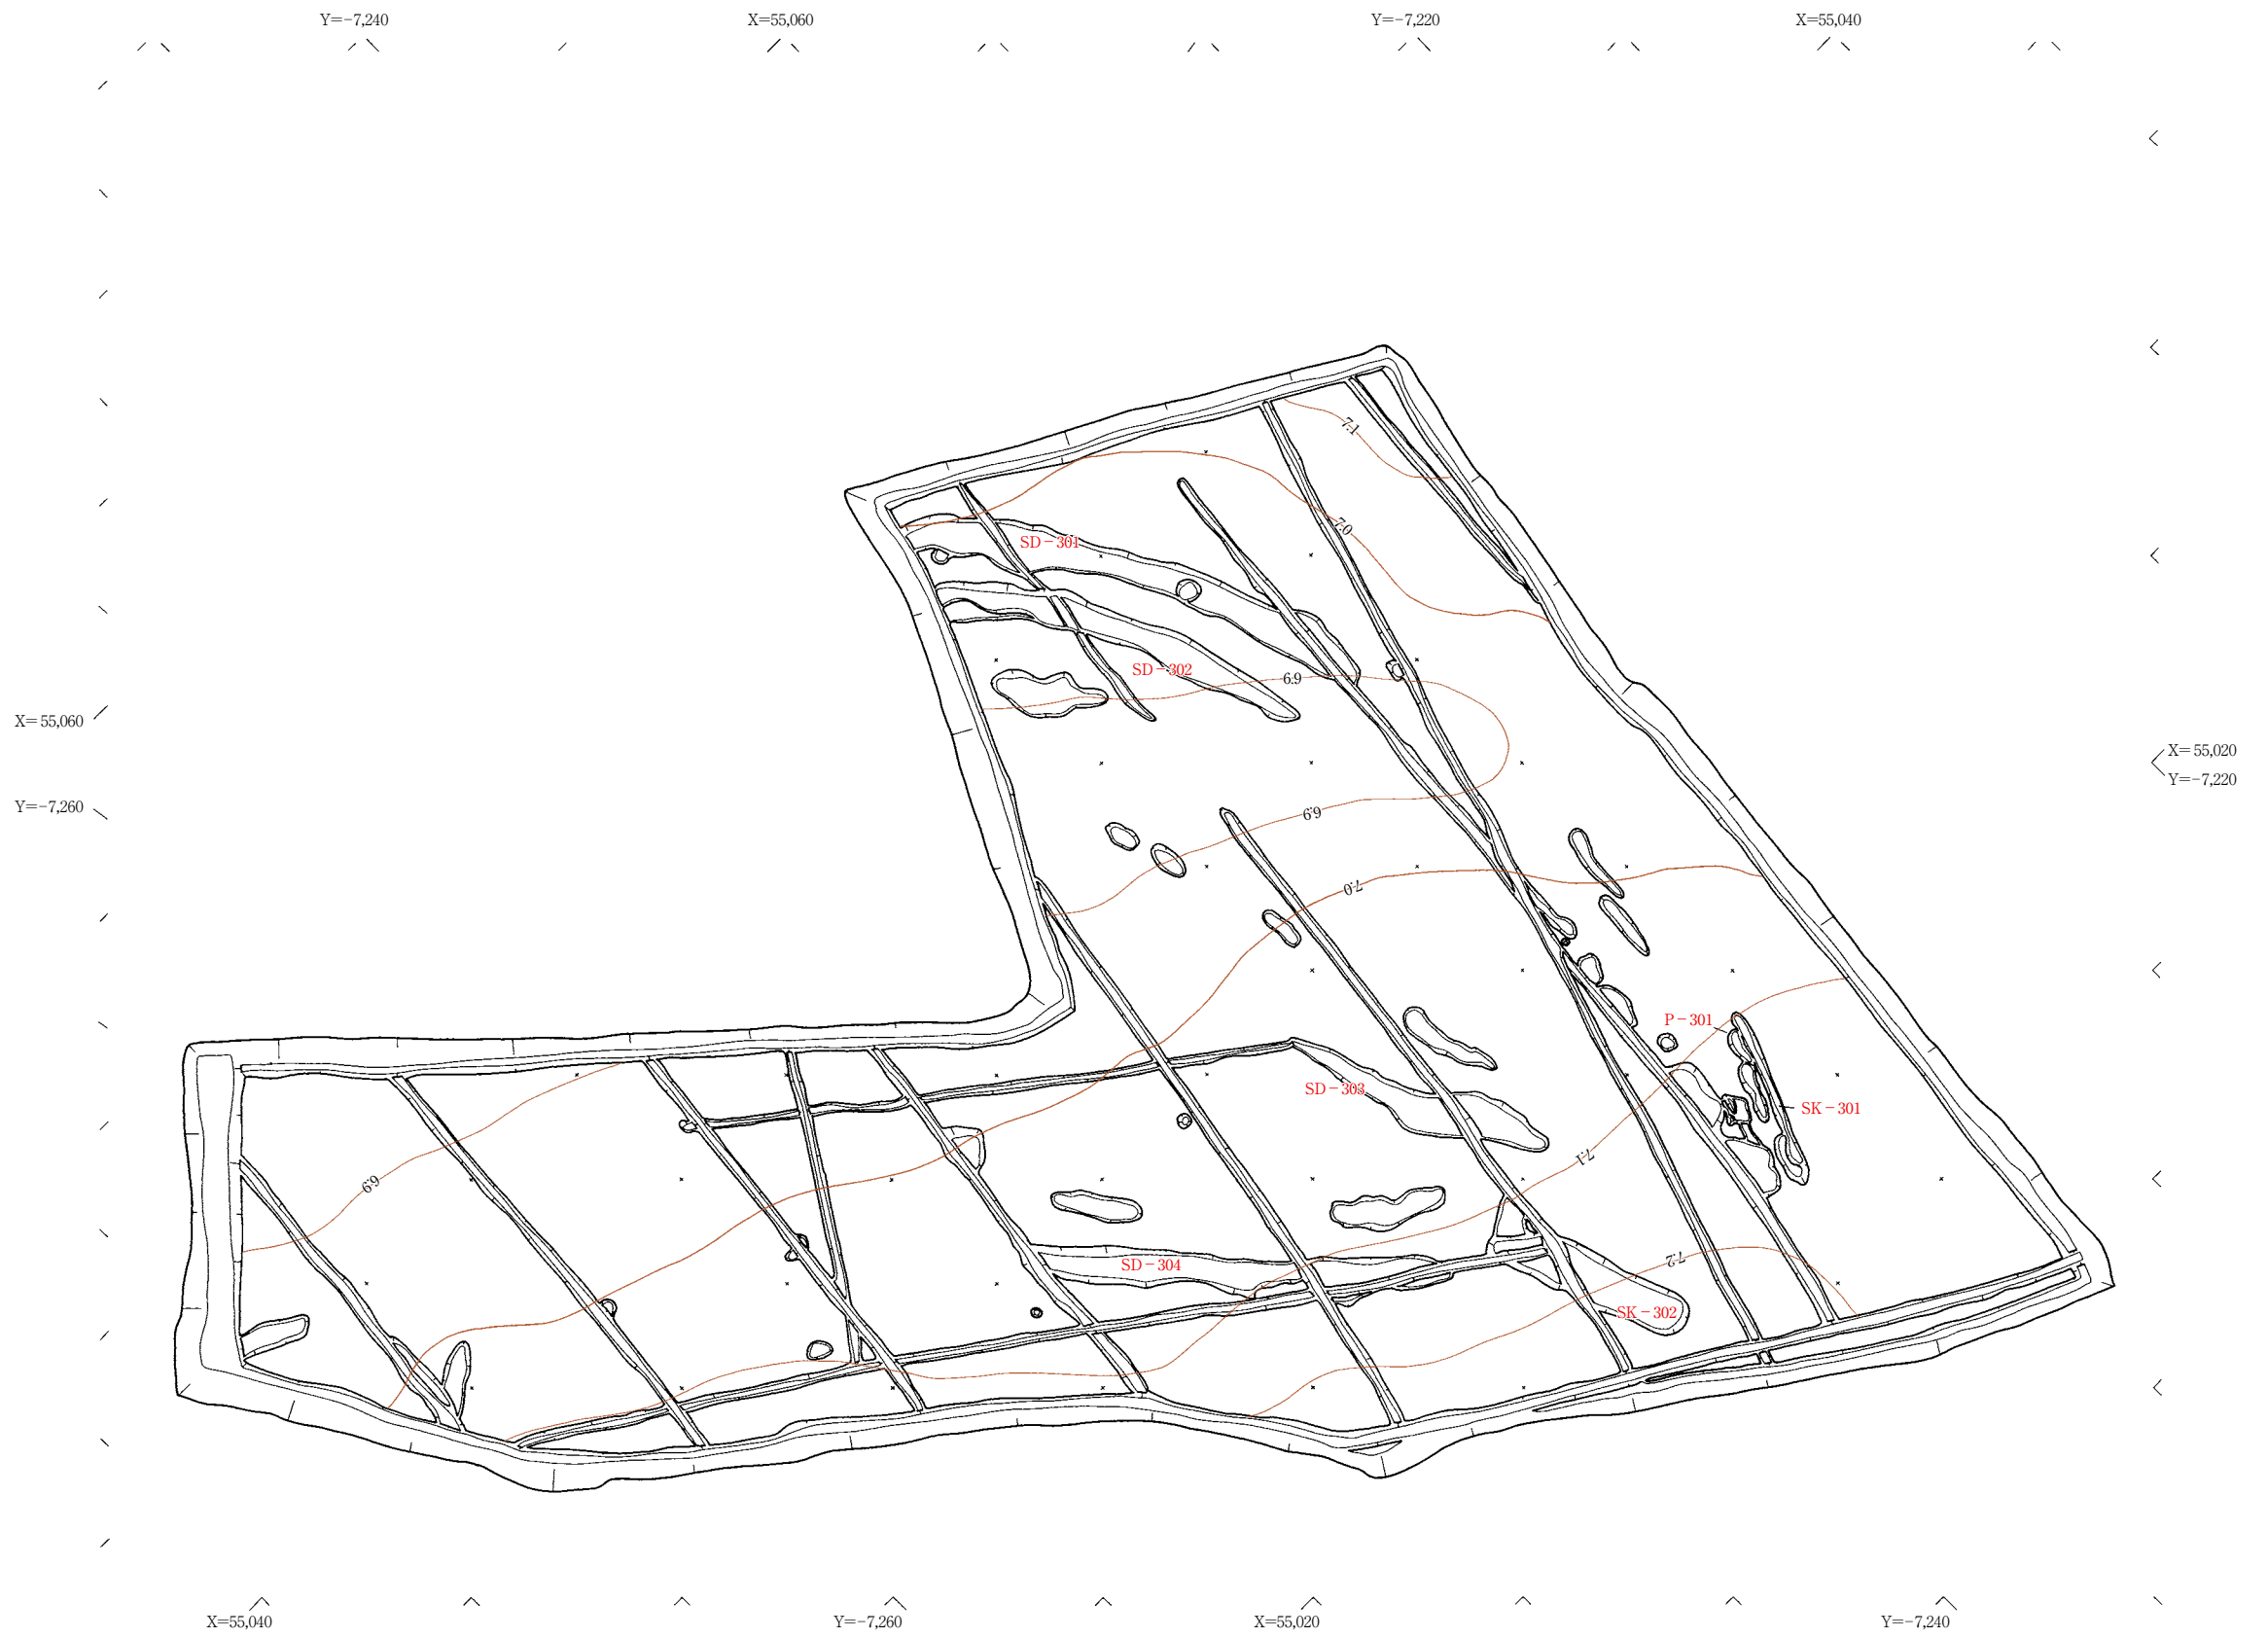 Y=-7,240
X=55,060
Y=-7,220
X=55,040
7.1
7.0
SD-301
SD-302
6.9
X=55,060
X=55,020
Y=-7,220
Y=-7,260
6.9
7.0
P-301
SD-303
SK-301
7.1
6.9
7.2
SD-304
SK-302
X=55,040
Y=-7,260
X=55,020
Y=-7,240